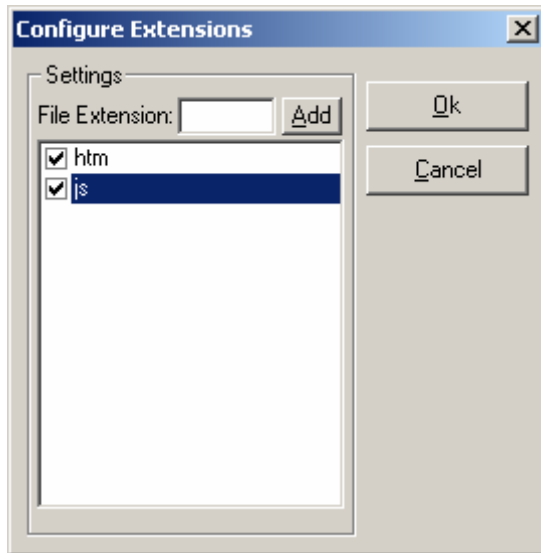 Configure Extensions
Settings
File Extension: Add
htm
js
Ok
Cancel